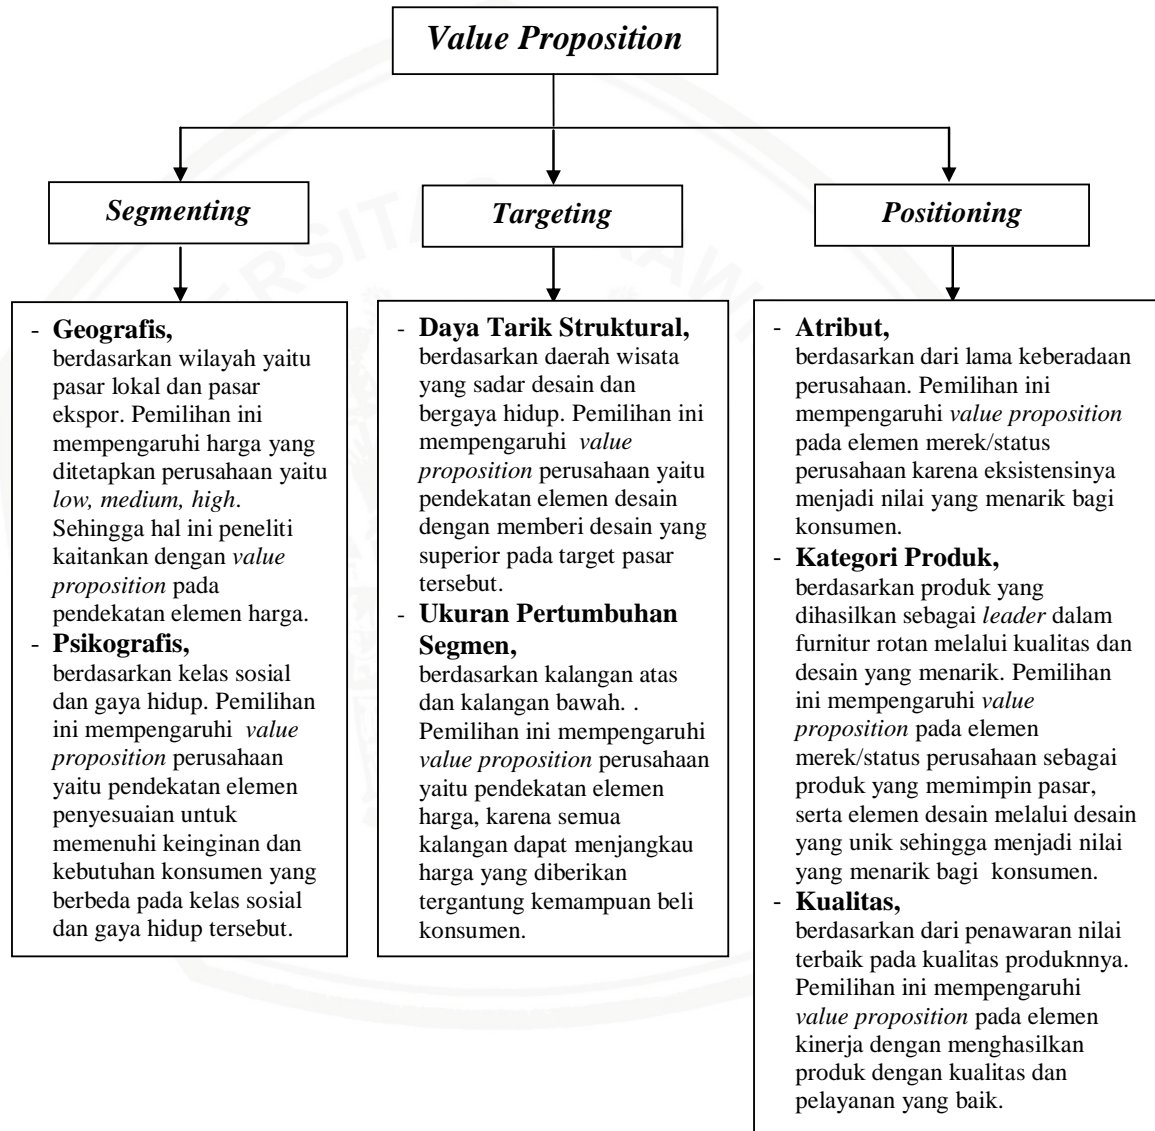 Value Proposition
Segmenting
Targeting
Positioning
- Geografis,
berdasarkan wilayah yaitu
pasar lokal dan pasar
ekspor. Pemilihan ini
mempengaruhi harga yang
ditetapkan perusahaan yaitu
low, medium, high.
Sehingga hal ini peneliti
kaitankan dengan value
proposition pada
pendekatan elemen harga.
- Psikografis,
berdasarkan kelas sosial
dan gaya hidup. Pemilihan
ini mempengaruhi value
proposition perusahaan
yaitu pendekatan elemen
penyesuaian untuk
memenuhi keinginan dan
kebutuhan konsumen yang
berbeda pada kelas sosial
dan gaya hidup tersebut.
- Daya Tarik Struktural,
berdasarkan daerah wisata
yang sadar desain dan
bergaya hidup. Pemilihan ini
mempengaruhi value
proposition perusahaan yaitu
pendekatan elemen desain
dengan memberi desain yang
superior pada target pasar
tersebut.
- Ukuran Pertumbuhan
Segmen,
berdasarkan kalangan atas
dan kalangan bawah. .
Pemilihan ini mempengaruhi
value proposition perusahaan
yaitu pendekatan elemen
harga, karena semua
kalangan dapat menjangkau
harga yang diberikan
tergantung kemampuan beli
konsumen.
- Atribut,
berdasarkan dari lama keberadaan
perusahaan. Pemilihan ini
mempengaruhi value proposition
pada elemen merek/status
perusahaan karena eksistensinya
menjadi nilai yang menarik bagi
konsumen.
- Kategori Produk,
berdasarkan produk yang
dihasilkan sebagai leader dalam
furnitur rotan melalui kualitas dan
desain yang menarik. Pemilihan
ini mempengaruhi value
proposition pada elemen
merek/status perusahaan sebagai
produk yang memimpin pasar,
serta elemen desain melalui desain
yang unik sehingga menjadi nilai
yang menarik bagi konsumen.
- Kualitas,
berdasarkan dari penawaran nilai
terbaik pada kualitas produknnya.
Pemilihan ini mempengaruhi
value proposition pada elemen
kinerja dengan menghasilkan
produk dengan kualitas dan
pelayanan yang baik.